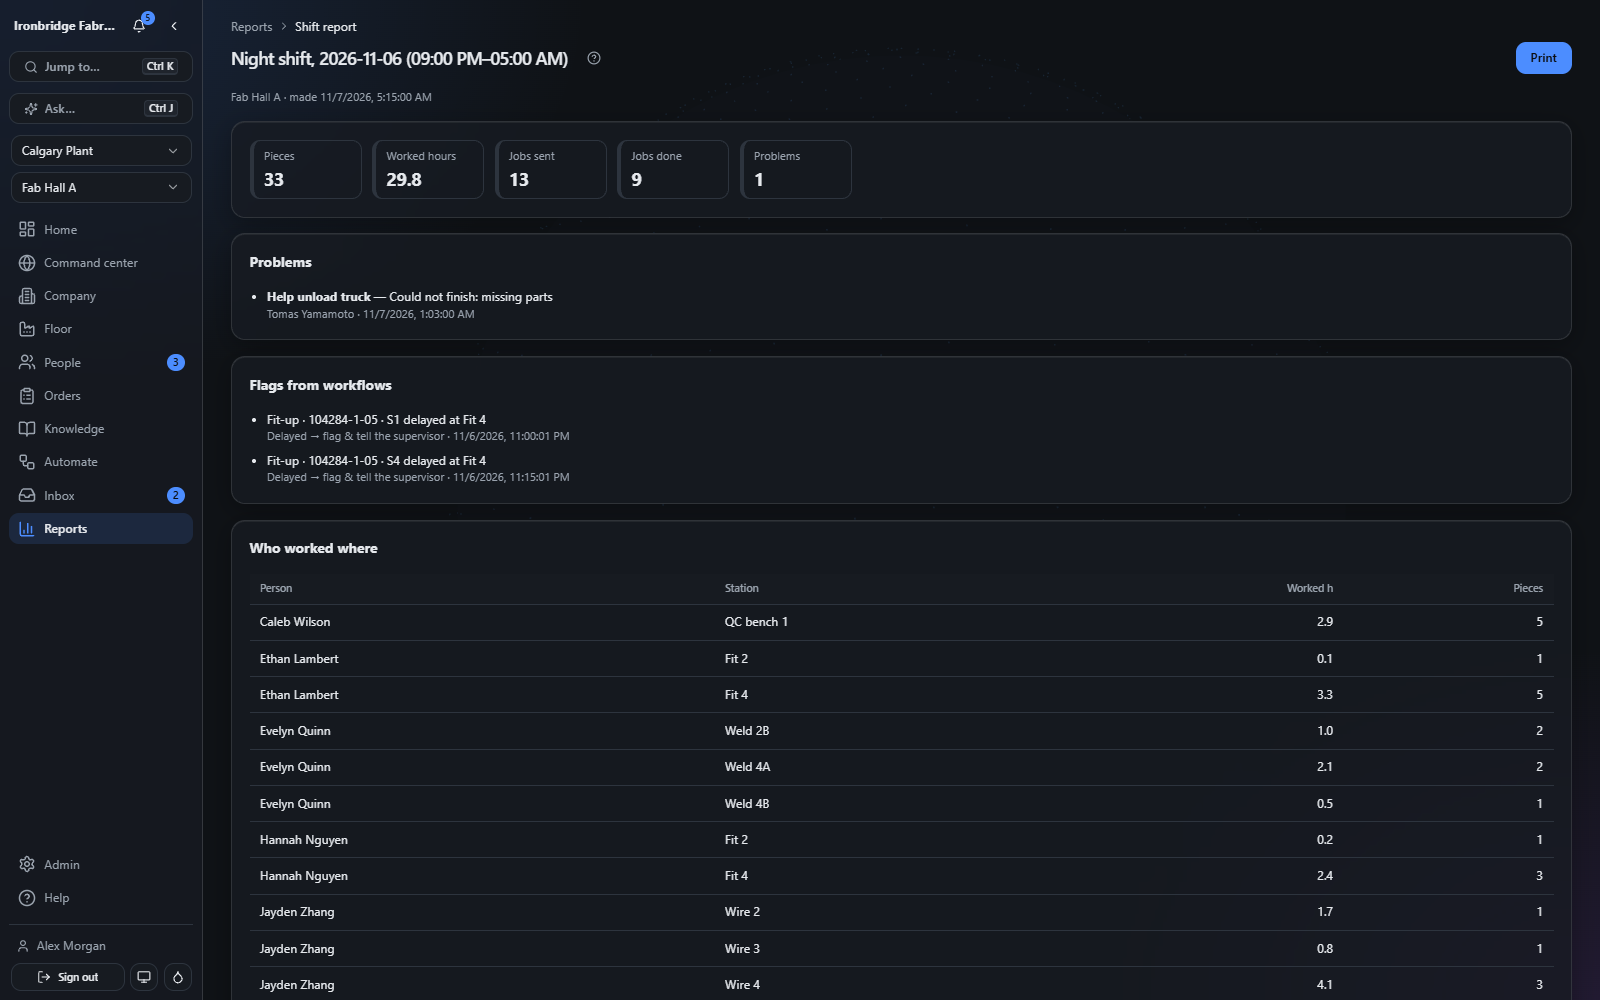 Ironbridge Fabr...
5
Jump to...
Ctrl K
Ask...
Ctrl J
Calgary Plant
Fab Hall A
Home
Command center
Company
Floor
People
3
Orders
Knowledge
Automate
Inbox
2
Reports
Admin
Help
Alex Morgan
Sign out
Reports > Shift report
Night shift, 2026-11-06 (09:00 PM–05:00 AM)
Print
Fab Hall A · made 11/7/2026, 5:15:00 AM
Pieces
33
Worked hours
29.8
Jobs sent
13
Jobs done
9
Problems
1
Problems
• Help unload truck — Could not finish: missing parts
Tomas Yamamoto · 11/7/2026, 1:03:00 AM
Flags from workflows
• Fit-up · 104284-1-05 · S1 delayed at Fit 4
Delayed → flag & tell the supervisor · 11/6/2026, 11:00:01 PM
• Fit-up · 104284-1-05 · S4 delayed at Fit 4
Delayed → flag & tell the supervisor · 11/6/2026, 11:15:01 PM
Who worked where
Person Station Worked h Pieces
Caleb Wilson QC bench 1 2.9 5
Ethan Lambert Fit 2 0.1 1
Ethan Lambert Fit 4 3.3 5
Evelyn Quinn Weld 2B 1.0 2
Evelyn Quinn Weld 4A 2.1 2
Evelyn Quinn Weld 4B 0.5 1
Hannah Nguyen Fit 2 0.2 1
Hannah Nguyen Fit 4 2.4 3
Jayden Zhang Wire 2 1.7 1
Jayden Zhang Wire 3 0.8 1
Jayden Zhang Wire 4 4.1 3